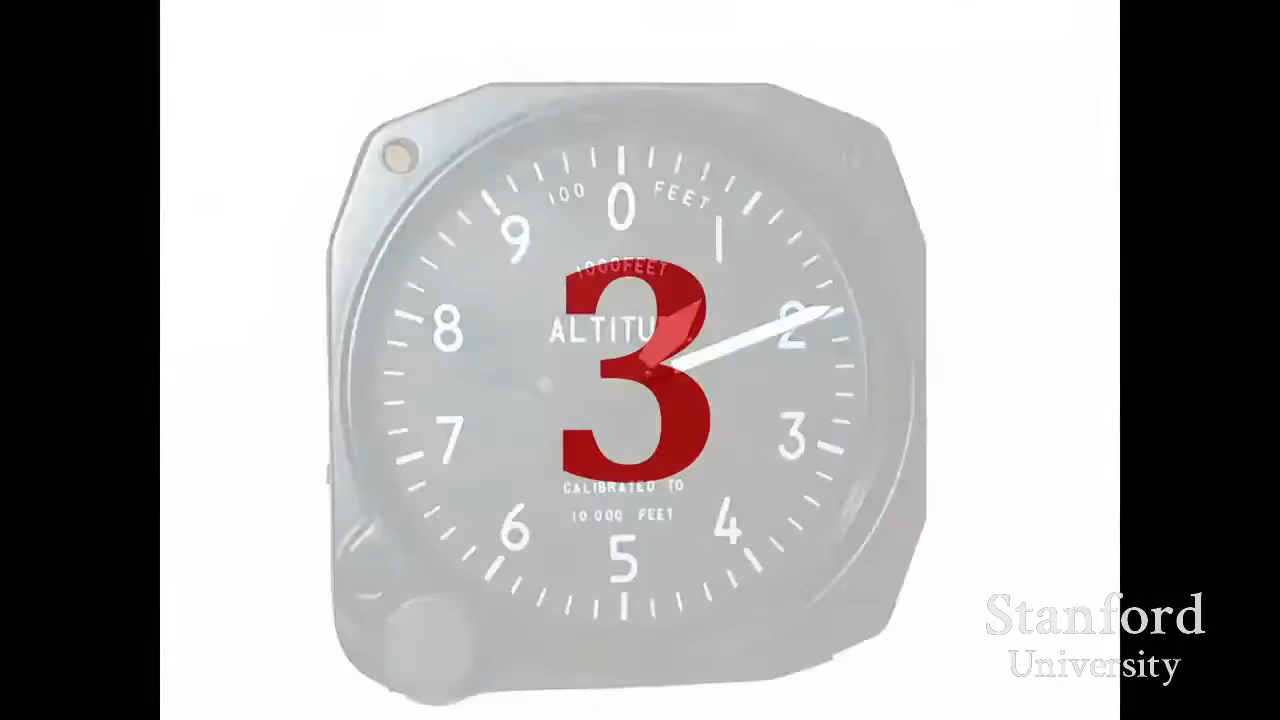 100 FEET
0
1
2
3
4
5
6
7
8
9
1000FEET
ALTITU
3
CALIBRATED TO
10 000 FEET
Stanford
University